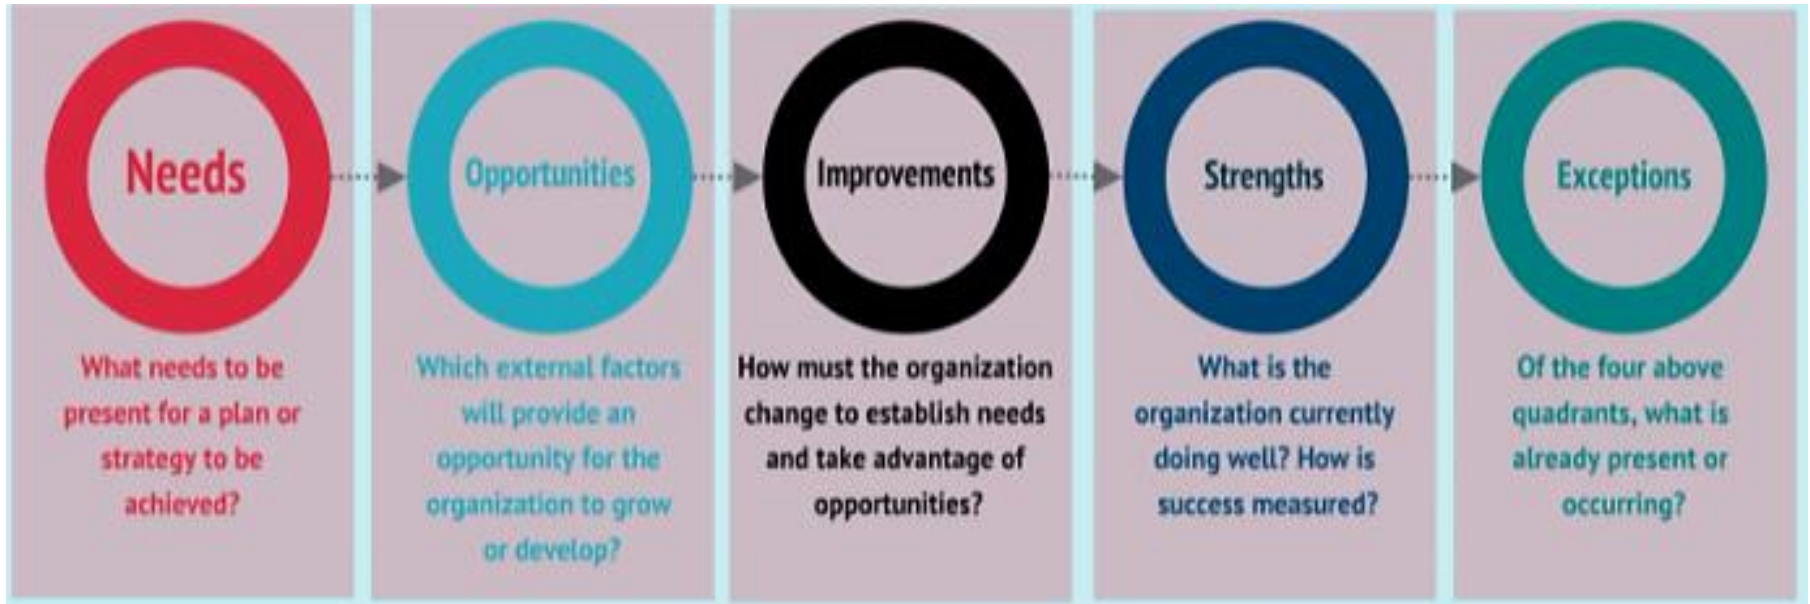 Needs
What needs to be
present for a plan or
strategy to be
achieved?
Opportunities
Which external factors
will provide an
opportunity for the
organization to grow
or develop?
Improvements
How must the organization
change to establish needs
and take advantage of
opportunities?
Strengths
What is the
organization currently
doing well? How is
success measured?
Exceptions
Of the four above
quadrants, what is
already present or
occurring?